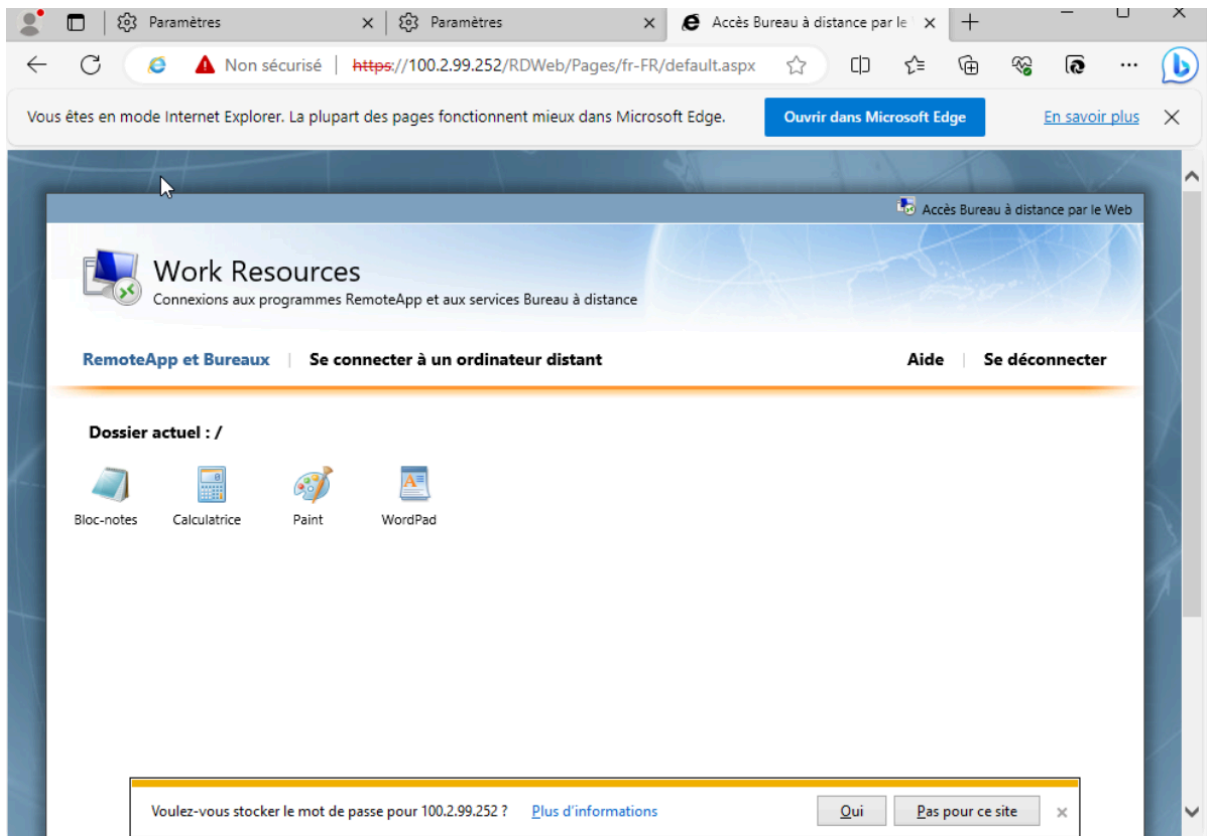 Paramètres
Paramètres
Accès Bureau à distance par le
Non sécurisé | https://100.2.99.252/RDWeb/Pages/fr-FR/default.aspx
Vous êtes en mode Internet Explorer. La plupart des pages fonctionnent mieux dans Microsoft Edge.
Ouvrir dans Microsoft Edge
En savoir plus
Accès Bureau à distance par le Web
Work Resources
Connexions aux programmes RemoteApp et aux services Bureau à distance
RemoteApp et Bureaux | Se connecter à un ordinateur distant
Aide | Se déconnecter
Dossier actuel : /
Bloc-notes
Calculatrice
Paint
WordPad
Voulez-vous stocker le mot de passe pour 100.2.99.252 ?
Plus d'informations
Oui
Pas pour ce site